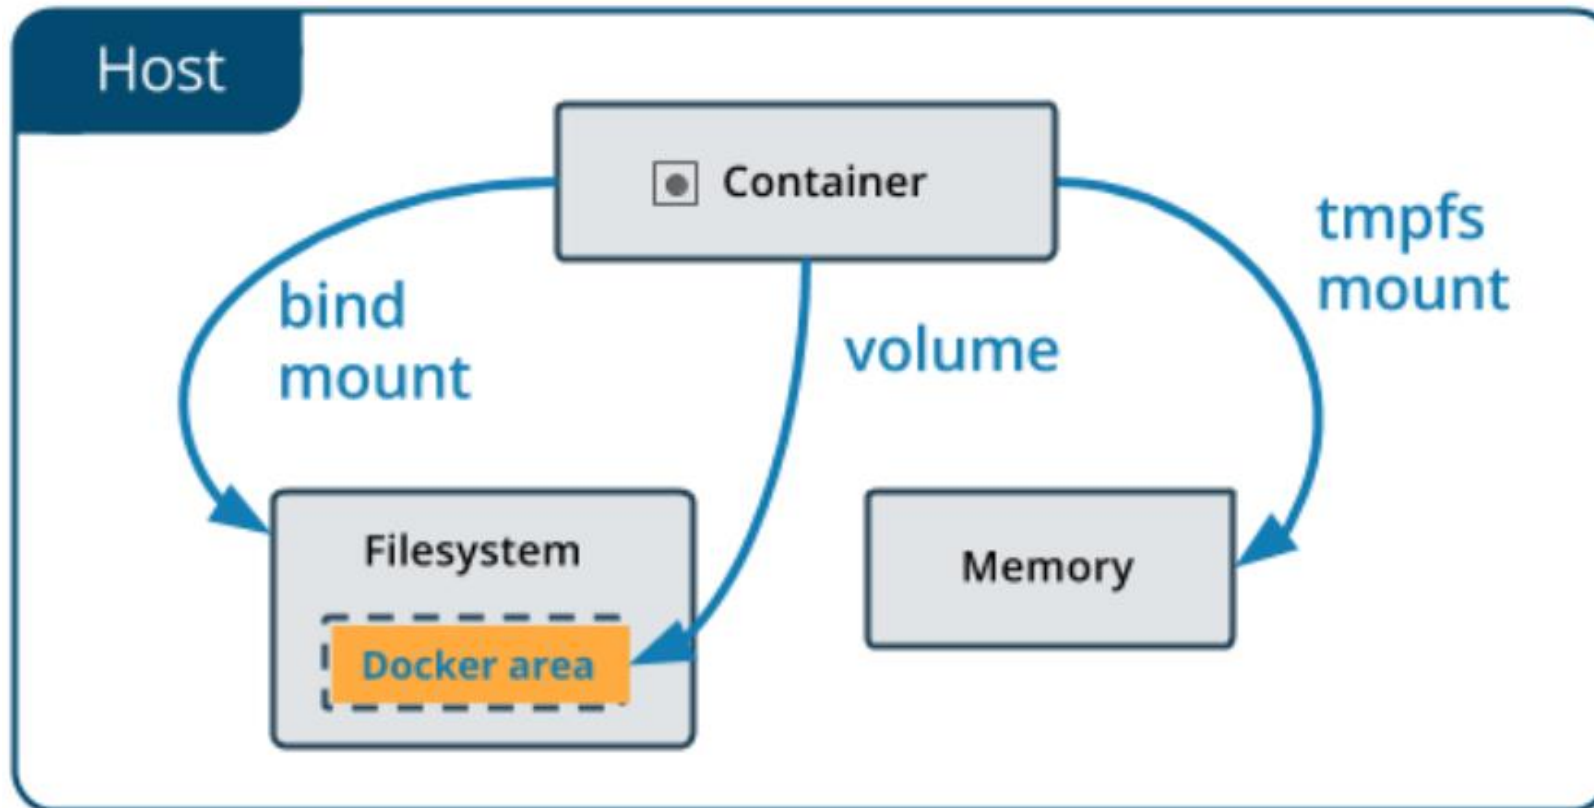 Host
Container
tmpfs
mount
bind
mount
volume
Filesystem
Memory
Docker area